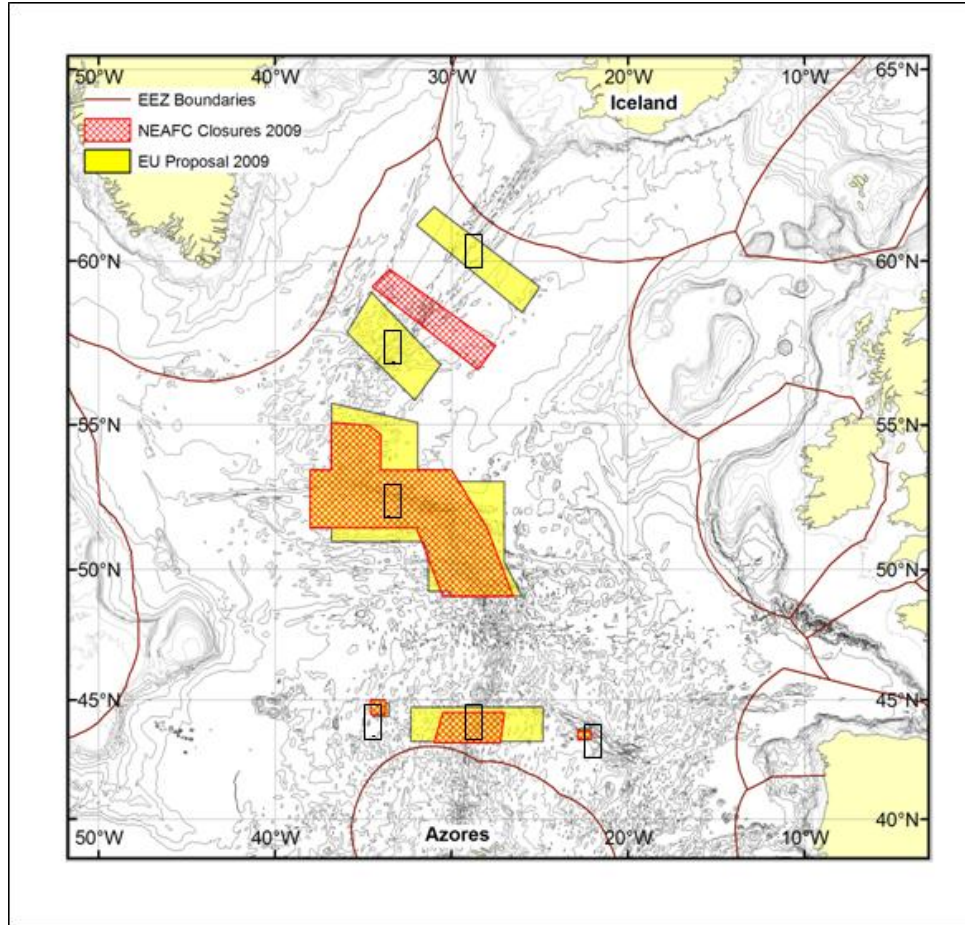 50°W 40°W 30°W 20°W 10°W 65°N
EEZ Boundaries
NEAFC Closures 2009
EU Proposal 2009
Iceland
60°N 60°N
55°N 55°N
50°N 50°N
45°N 45°N
40°N
50°W 40°W Azores 20°W 10°W